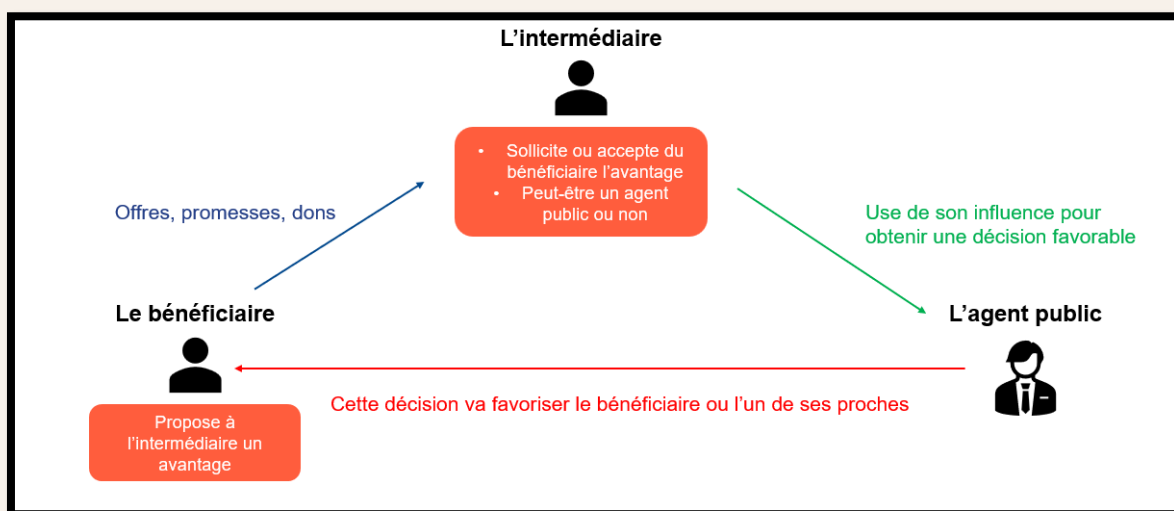 L'intermédiaire
• Sollicite ou accepte du
bénéficiaire l'avantage
• Peut-être un agent
public ou non
Offres, promesses, dons
Use de son influence pour
obtenir une décision favorable
Le bénéficiaire
L'agent public
Cette décision va favoriser le bénéficiaire ou l'un de ses proches
Propose à
l'intermédiaire un
avantage